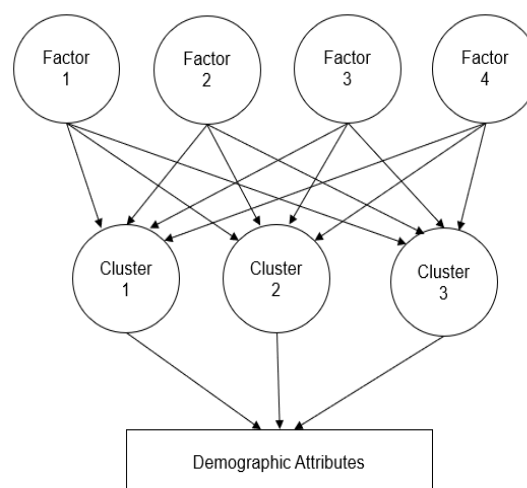 Factor
1
Factor
2
Factor
3
Factor
4
Cluster
1
Cluster
2
Cluster
3
Demographic Attributes